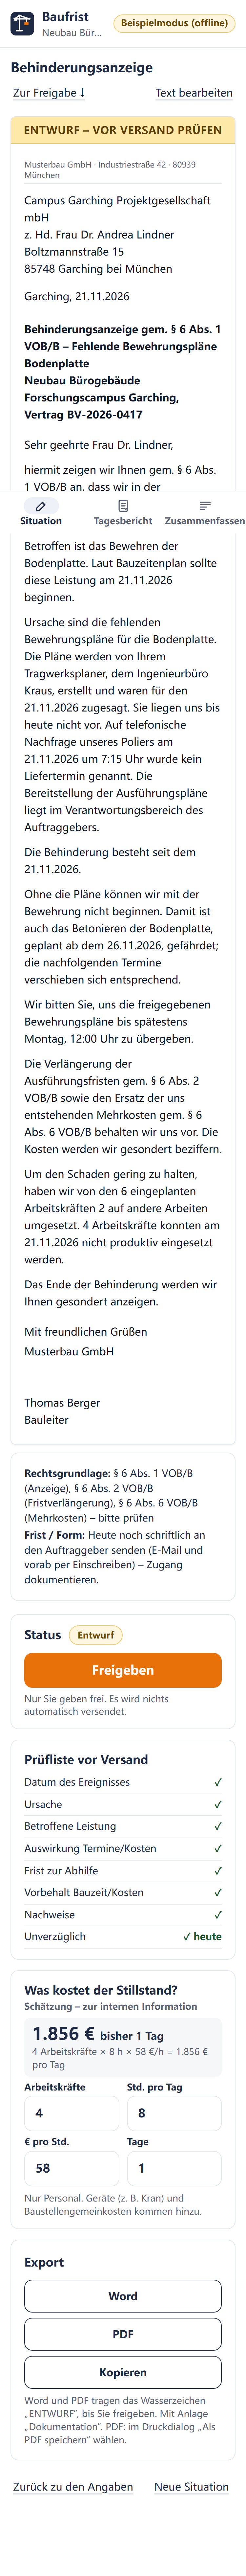 Baufrist
Neubau Bür...
Beispielmodus (offline)
Behinderungsanzeige
Zur Freigabe ↓
Text bearbeiten
ENTWURF – VOR VERSAND PRÜFEN
Musterbau GmbH · Industriestraße 42 · 80939
München
Campus Garching Projektgesellschaft
mbH
z. Hd. Frau Dr. Andrea Lindner
Boltzmannstraße 15
85748 Garching bei München
Garching, 21.11.2026
Behinderungsanzeige gem. § 6 Abs. 1
VOB/B – Fehlende Bewehrungspläne
Bodenplatte
Neubau Bürogebäude
Forschungscampus Garching,
Vertrag BV-2026-0417
Sehr geehrte Frau Dr. Lindner,
hiermit zeigen wir Ihnen gem. § 6 Abs.
1 VOB/B an, dass wir in der
Situation
Tagesbericht
Zusammenfassen
Betroffen ist das Bewehren der
Bodenplatte. Laut Bauzeitenplan sollte
diese Leistung am 21.11.2026
beginnen.
Ursache sind die fehlenden
Bewehrungspläne für die Bodenplatte.
Die Pläne werden von Ihrem
Tragwerksplaner, dem Ingenieurbüro
Kraus, erstellt und waren für den
21.11.2026 zugesagt. Sie liegen uns bis
heute nicht vor. Auf telefonische
Nachfrage unseres Poliers am
21.11.2026 um 7:15 Uhr wurde kein
Liefertermin genannt. Die
Bereitstellung der Ausführungspläne
liegt im Verantwortungsbereich des
Auftraggebers.
Die Behinderung besteht seit dem
21.11.2026.
Ohne die Pläne können wir mit der
Bewehrung nicht beginnen. Damit ist
auch das Betonieren der Bodenplatte,
geplant ab dem 26.11.2026, gefährdet;
die nachfolgenden Termine
verschieben sich entsprechend.
Wir bitten Sie, uns die freigegebenen
Bewehrungspläne bis spätestens
Montag, 12:00 Uhr zu übergeben.
Die Verlängerung der
Ausführungsfristen gem. § 6 Abs. 2
VOB/B sowie den Ersatz der uns
entstehenden Mehrkosten gem. § 6
Abs. 6 VOB/B behalten wir uns vor. Die
Kosten werden wir gesondert beziffern.
Um den Schaden gering zu halten,
haben wir von den 6 eingeplanten
Arbeitskräften 2 auf andere Arbeiten
umgesetzt. 4 Arbeitskräfte konnten am
21.11.2026 nicht produktiv eingesetzt
werden.
Das Ende der Behinderung werden wir
Ihnen gesondert anzeigen.
Mit freundlichen Grüßen
Musterbau GmbH
Thomas Berger
Bauleiter
Rechtsgrundlage: § 6 Abs. 1 VOB/B
(Anzeige), § 6 Abs. 2 VOB/B
(Fristverlängerung), § 6 Abs. 6 VOB/B
(Mehrkosten) – bitte prüfen
Frist / Form: Heute noch schriftlich an
den Auftraggeber senden (E-Mail und
vorab per Einschreiben) – Zugang
dokumentieren.
Status Entwurf
Freigeben
Nur Sie geben frei. Es wird nichts
automatisch versendet.
Prüfliste vor Versand
Datum des Ereignisses ✓
Ursache ✓
Betroffene Leistung ✓
Auswirkung Termine/Kosten ✓
Frist zur Abhilfe ✓
Vorbehalt Bauzeit/Kosten ✓
Nachweise ✓
Unverzüglich ✓ heute
Was kostet der Stillstand?
Schätzung – zur internen Information
1.856 € bisher 1 Tag
4 Arbeitskräfte × 8 h × 58 €/h = 1.856 €
pro Tag
Arbeitskräfte Std. pro Tag
4 8
€ pro Std. Tage
58 1
Nur Personal. Geräte (z. B. Kran) und
Baustellengemeinkosten kommen hinzu.
Export
Word
PDF
Kopieren
Word und PDF tragen das Wasserzeichen
„ENTWURF“, bis Sie freigeben. Mit Anlage
„Dokumentation“. PDF: im Druckdialog „Als
PDF speichern“ wählen.
Zurück zu den Angaben
Neue Situation